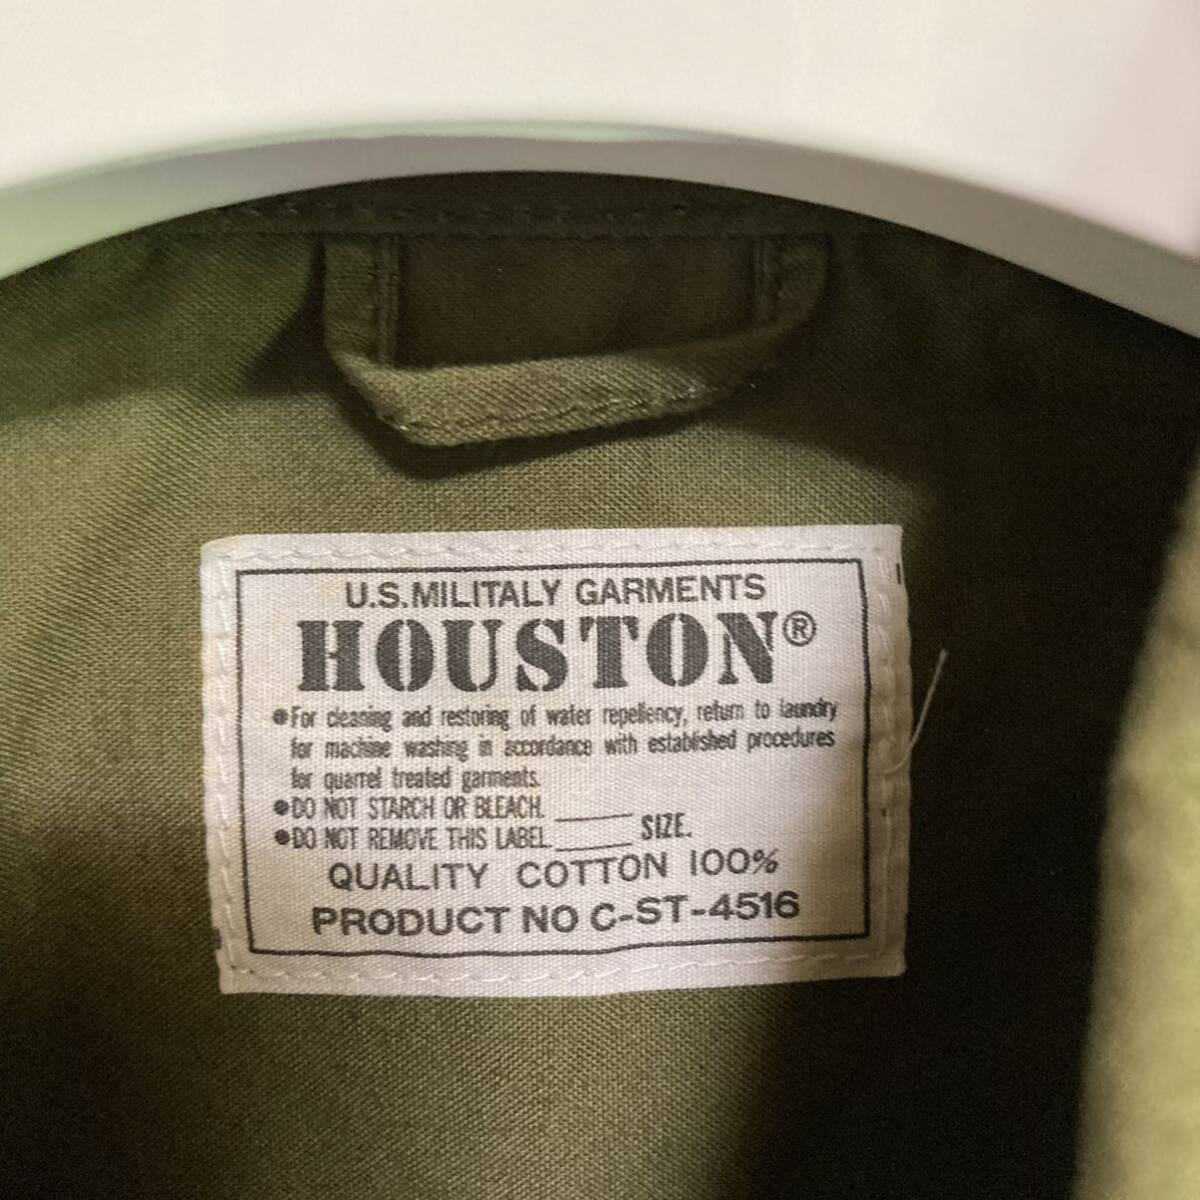 U.S.MILITALY GARMENTS
HOUSTON®
●For cleaning and restoring of water repellency, return to laundry
for machine washing in accordance with established procedures
for quarrel treated garments.
●DO NOT STARCH OR BLEACH.
●DO NOT REMOVE THIS LABEL. SIZE.
QUALITY COTTON 100%
PRODUCT NO C-ST-4516